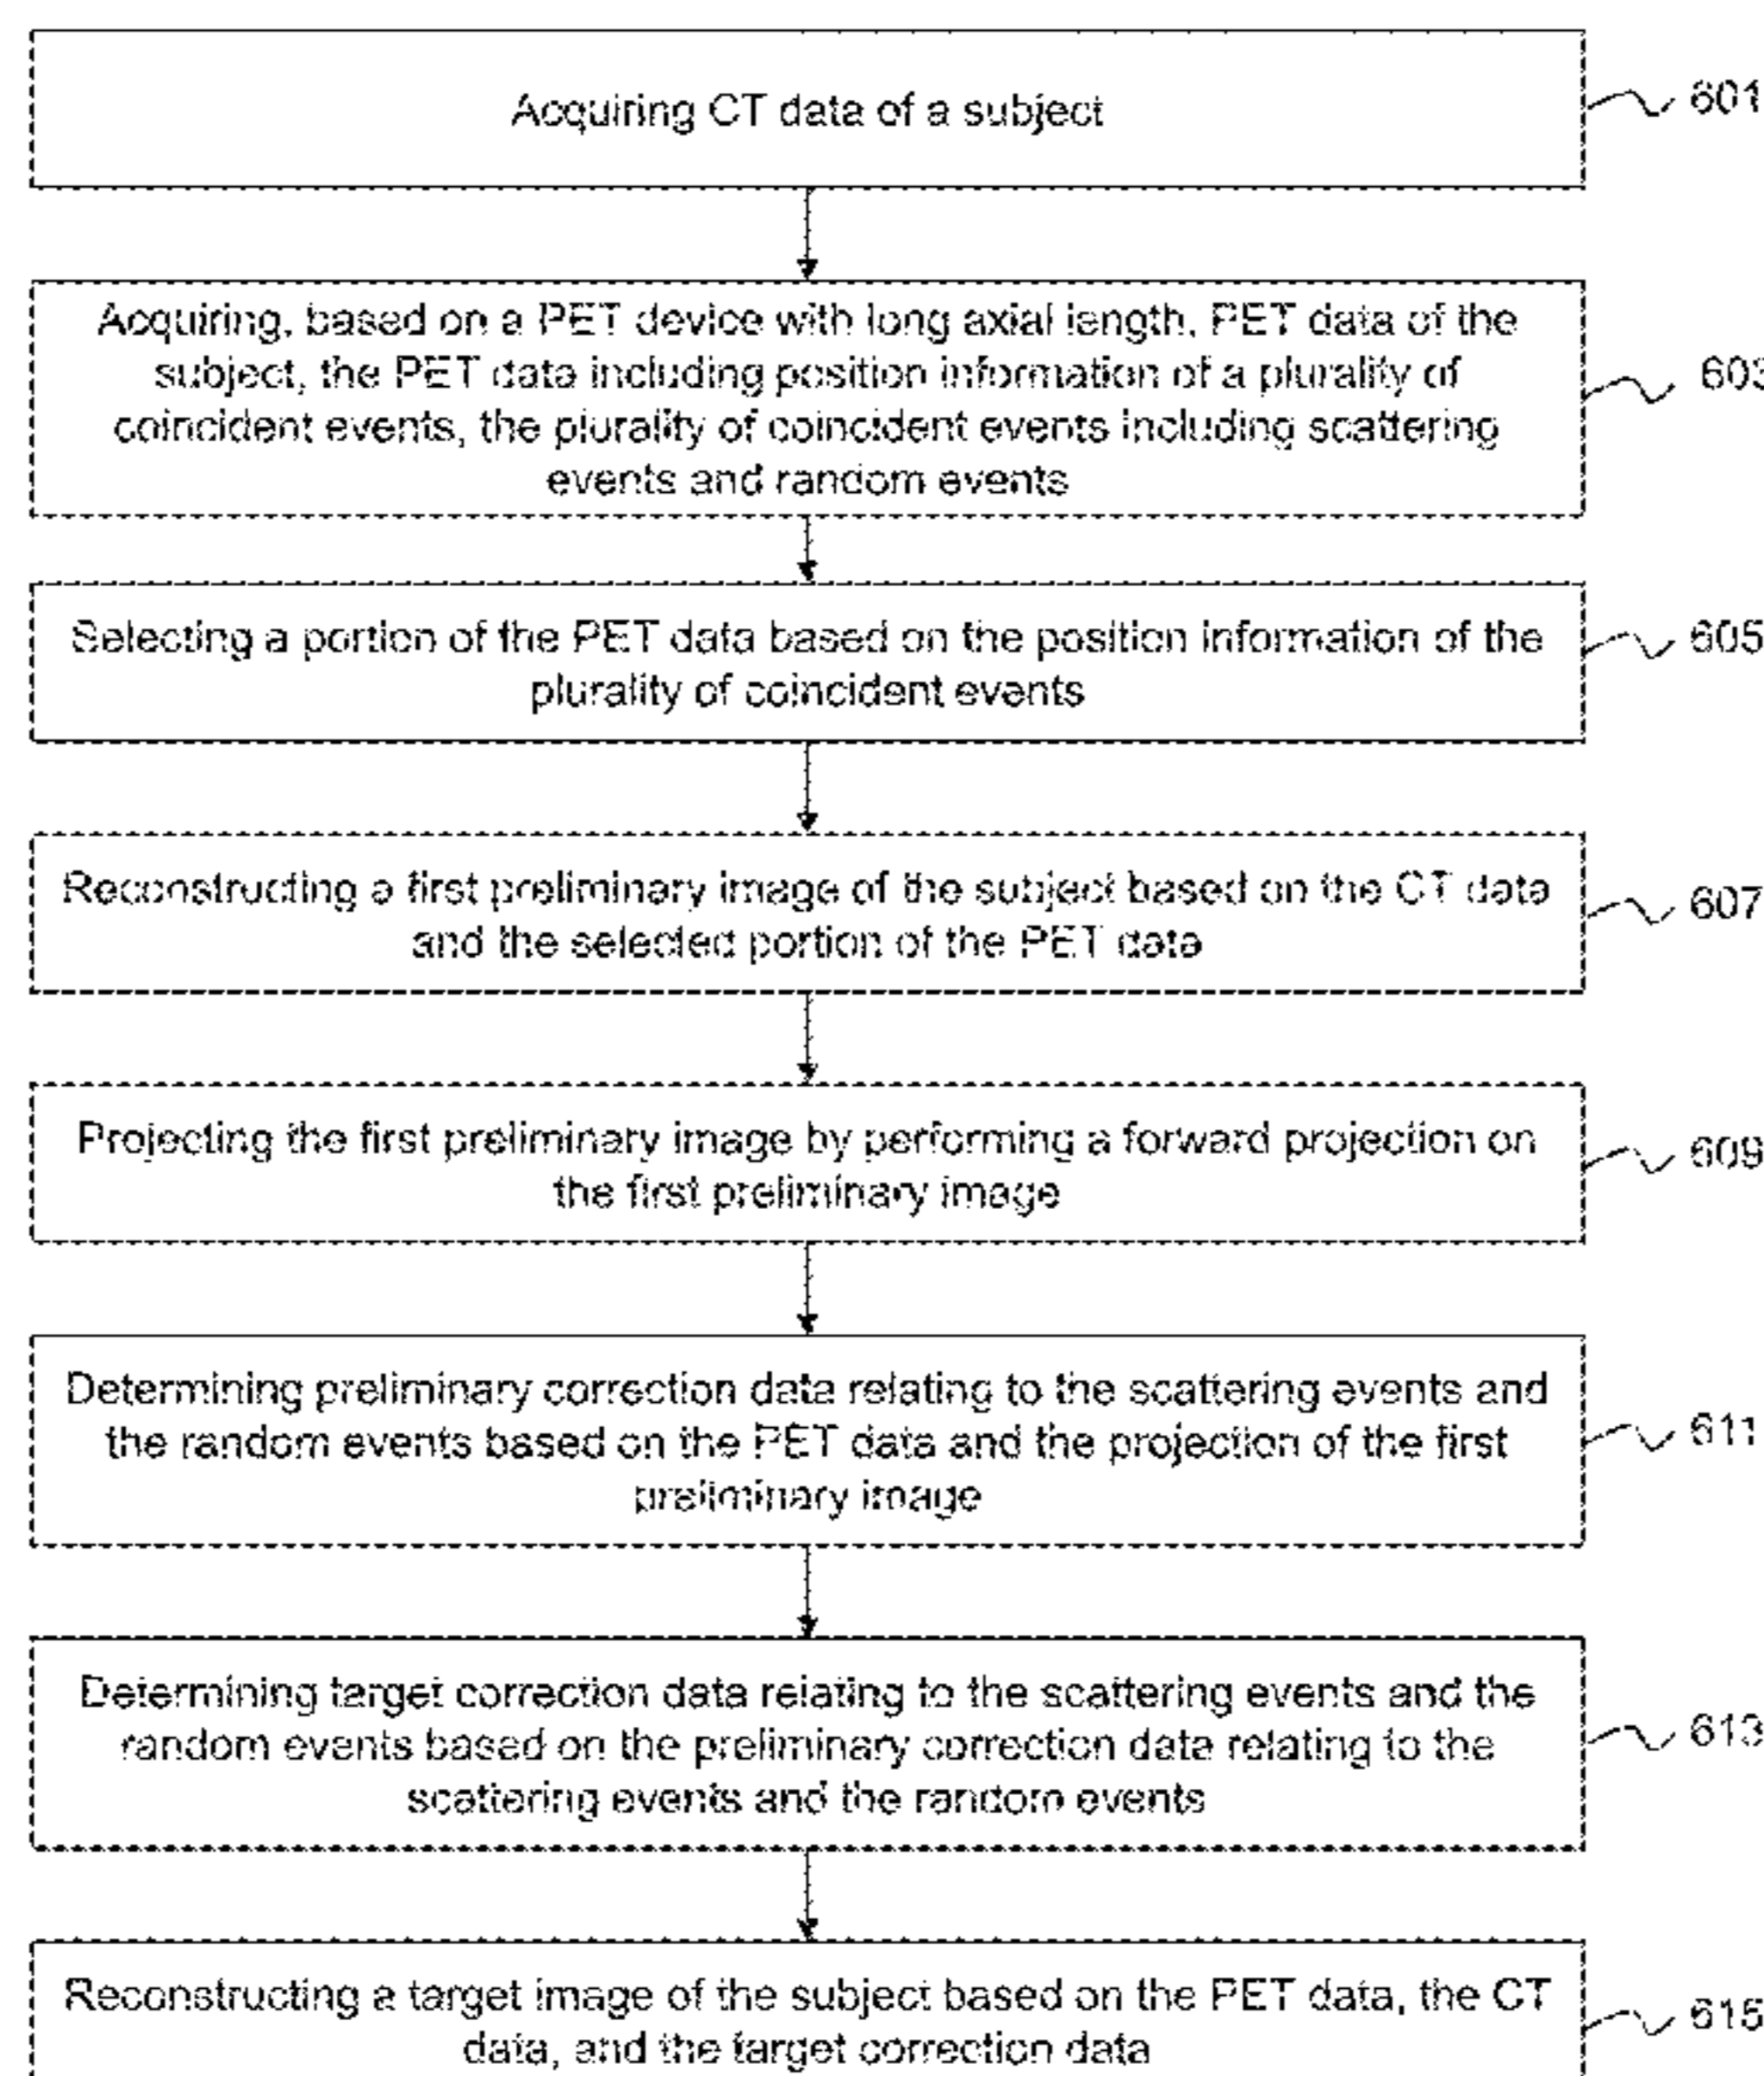 Acquiring CT data of a subject
601
Acquiring, based on a PET device with long axial length, PET data of the
subject, the PET data including position information of a plurality of
coincident events, the plurality of coincident events including scattering
events and random events
603
Selecting a portion of the PET data based on the position information of the
plurality of coincident events
605
Reconstructing a first preliminary image of the subject based on the CT data
and the selected portion of the PET data
607
Projecting the first preliminary image by performing a forward projection on
the first preliminary image
609
Determining preliminary correction data relating to the scattering events and
the random events based on the PET data and the projection of the first
preliminary image
611
Determining target correction data relating to the scattering events and the
random events based on the preliminary correction data relating to the
scattering events and the random events
613
Reconstructing a target image of the subject based on the PET data, the CT
data, and the target correction data
615